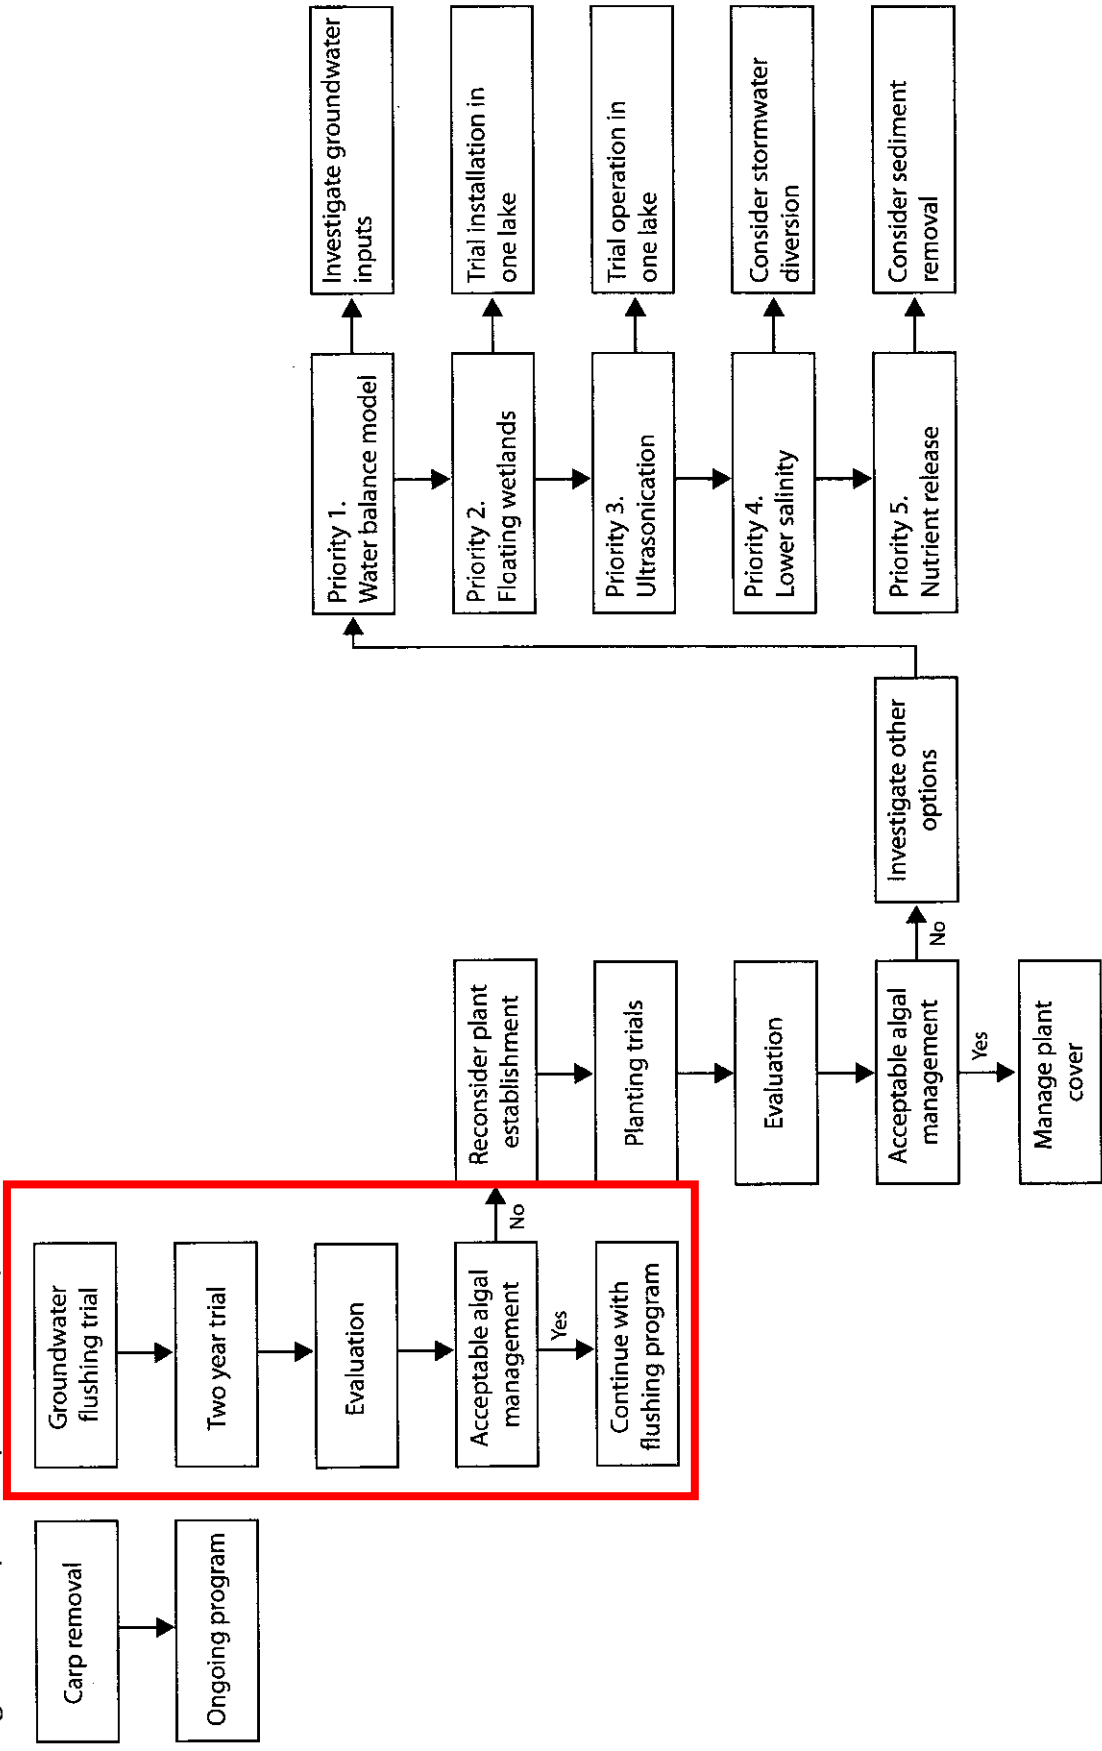 Carp removal
Ongoing program
Groundwater
flushing trial
Two year trial
Evaluation
Acceptable algal
management
No
Yes
Continue with
flushing program
Reconsider plant
establishment
Planting trials
Evaluation
Acceptable algal
management
No
Yes
Manage plant
cover
Investigate other
options
Priority 1.
Water balance model
Priority 2.
Floating wetlands
Priority 3.
Ultrasonication
Priority 4.
Lower salinity
Priority 5.
Nutrient release
Investigate groundwater
inputs
Trial installation in
one lake
Trial operation in
one lake
Consider stormwater
diversion
Consider sediment
removal